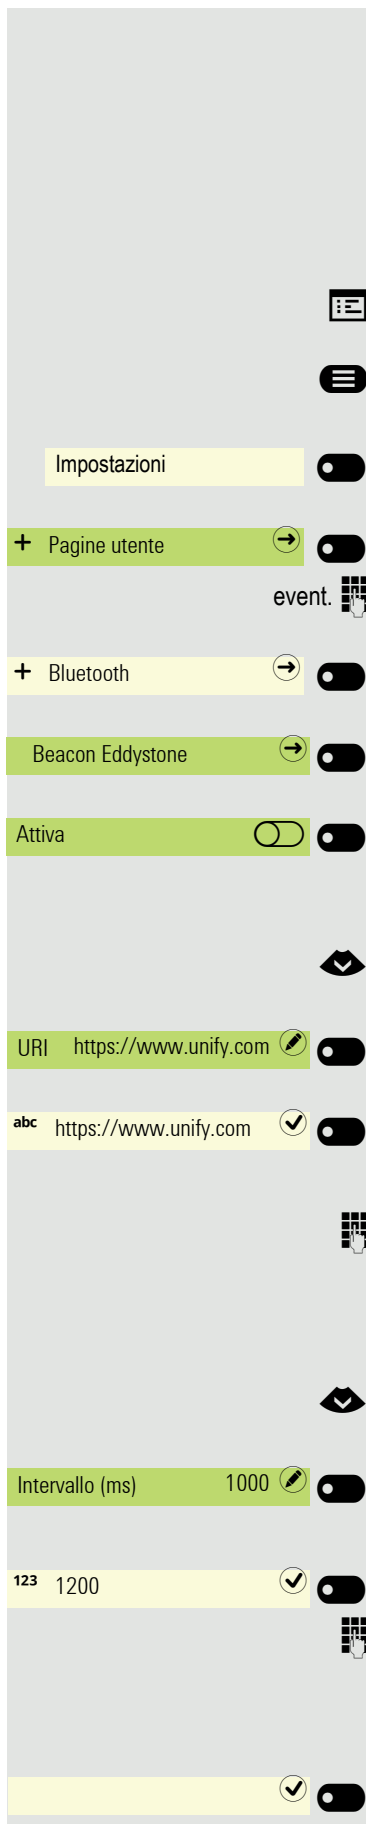 Impostazioni
+ Pagine utente
event.
+ Bluetooth
Beacon Eddystone
Attiva
URI https://www.unify.com
abc https://www.unify.com
Intervallo (ms) 1000
123 1200